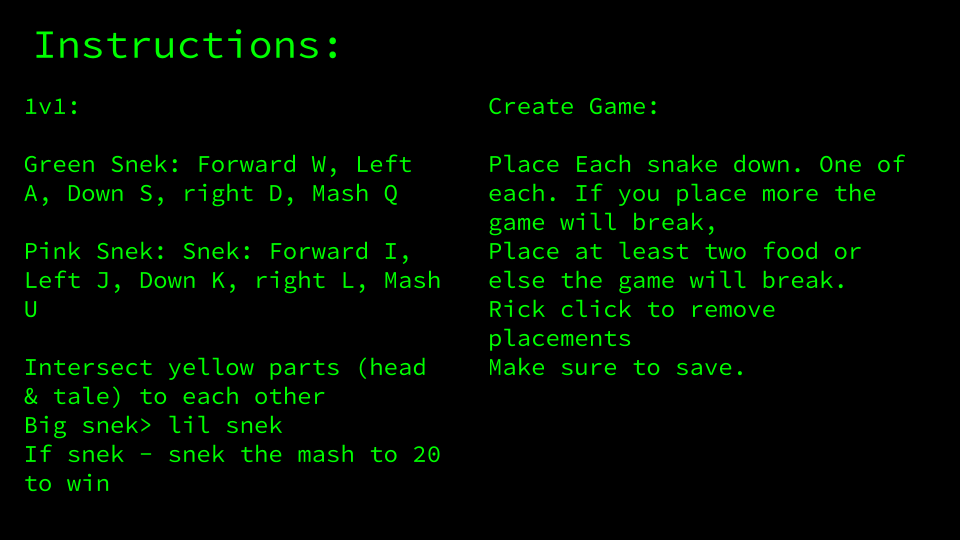 Instructions:
1v1:
Green Snek: Forward W, Left
A, Down S, right D, Mash Q
Pink Snek: Snek: Forward I,
Left J, Down K, right L, Mash
U
Intersect yellow parts (head
& tale) to each other
Big snek> lil snek
If snek - snek the mash to 20
to win
Create Game:
Place Each snake down. One of
each. If you place more the
game will break,
Place at least two food or
else the game will break.
Rick click to remove
placements
Make sure to save.